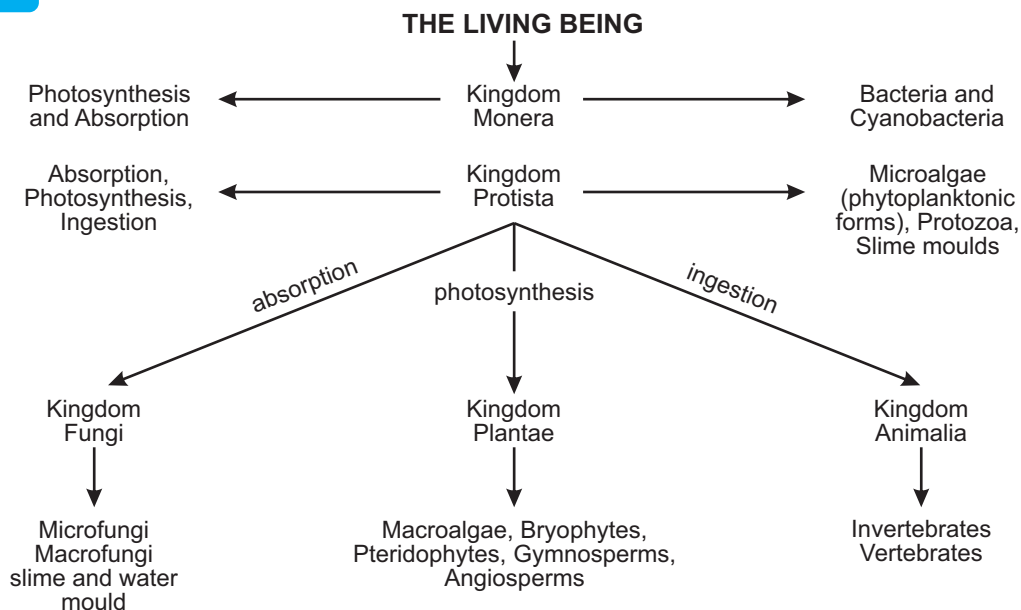 THE LIVING BEING
Photosynthesis
and Absorption
Kingdom
Monera
Bacteria and
Cyanobacteria
Absorption,
Photosynthesis,
Ingestion
Kingdom
Protista
Microalgae
(phytoplanktonic
forms), Protozoa,
Slime moulds
absorption
photosynthesis
ingestion
Kingdom
Fungi
Kingdom
Plantae
Kingdom
Animalia
Microfungi
Macrofungi
slime and water
mould
Macroalgae, Bryophytes,
Pteridophytes, Gymnosperms,
Angiosperms
Invertebrates
Vertebrates